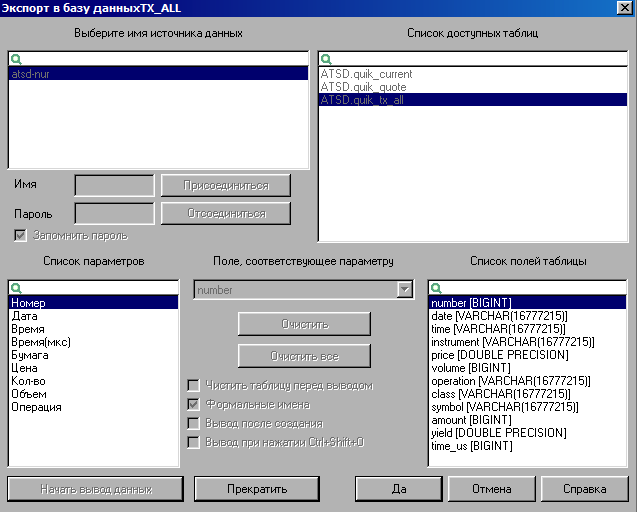 Экспорт в базу данныхTX_ALL
Выберите имя источника данных
atsd-nur
Имя
Присоединиться
Пароль
Отсоединиться
Запомнить пароль
Список доступных таблиц
ATSD.quik_current
ATSD.quik_quote
ATSD.quik_tx_all
Список параметров
Номер
Дата
Время
Время(мкс)
Бумага
Цена
Кол-во
Объем
Операция
Поле, соответствующее параметру
number
Очистить
Очистить все
Чистить таблицу перед выводом
Формальные имена
Вывод после создания
Вывод при нажатии Ctrl+Shift+O
Список полей таблицы
number [BIGINT]
date [VARCHAR(16777215)]
time [VARCHAR(16777215)]
instrument [VARCHAR(16777215)]
price [DOUBLE PRECISION]
volume [BIGINT]
operation [VARCHAR(16777215)]
class [VARCHAR(16777215)]
symbol [VARCHAR(16777215)]
amount [BIGINT]
yield [DOUBLE PRECISION]
time_us [BIGINT]
Начать вывод данных
Прекратить
Да
Отмена
Справка